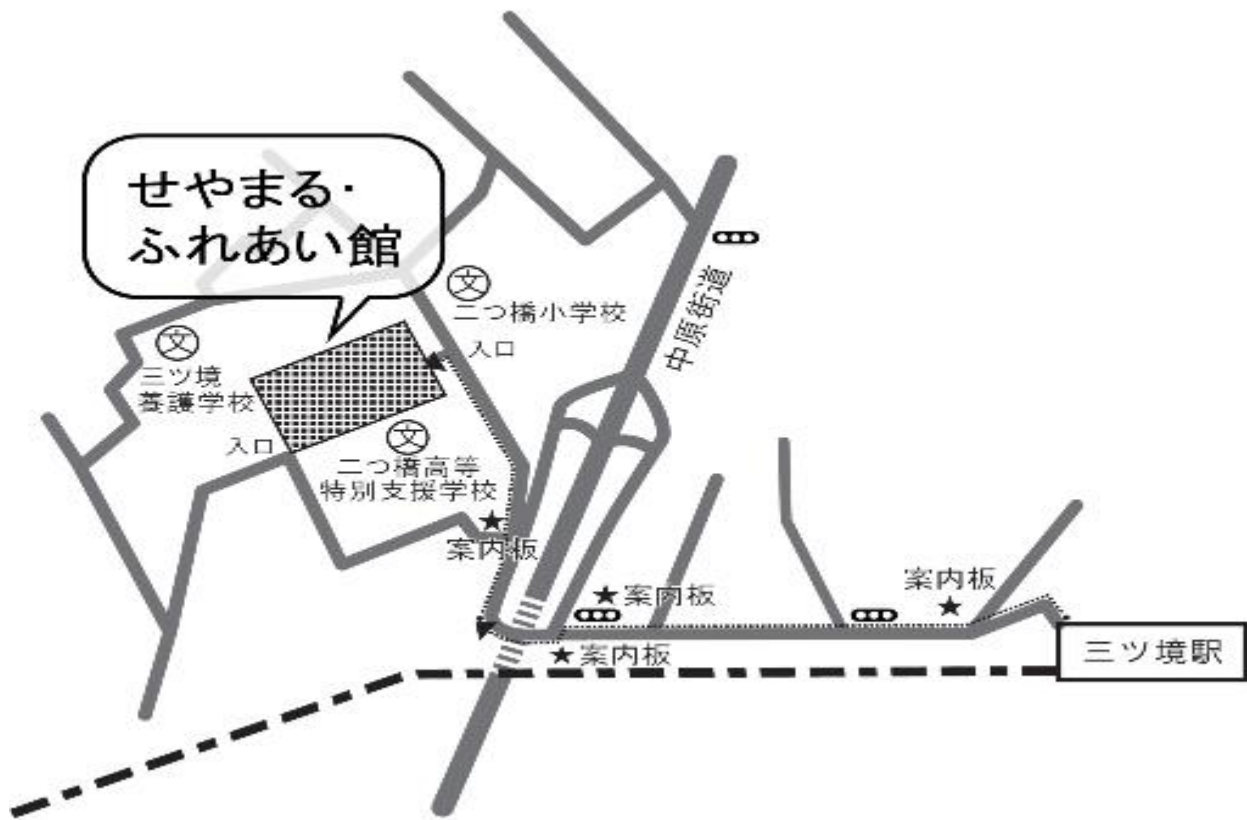 せやまる・
ふれあい館
文
二つ橋小学校
中原街道
入口
文
三ツ境
養護学校
入口
文
二つ橋高等
特別支援学校
★
案内板
★案内板
案内板
★
★案内板
三ツ境駅